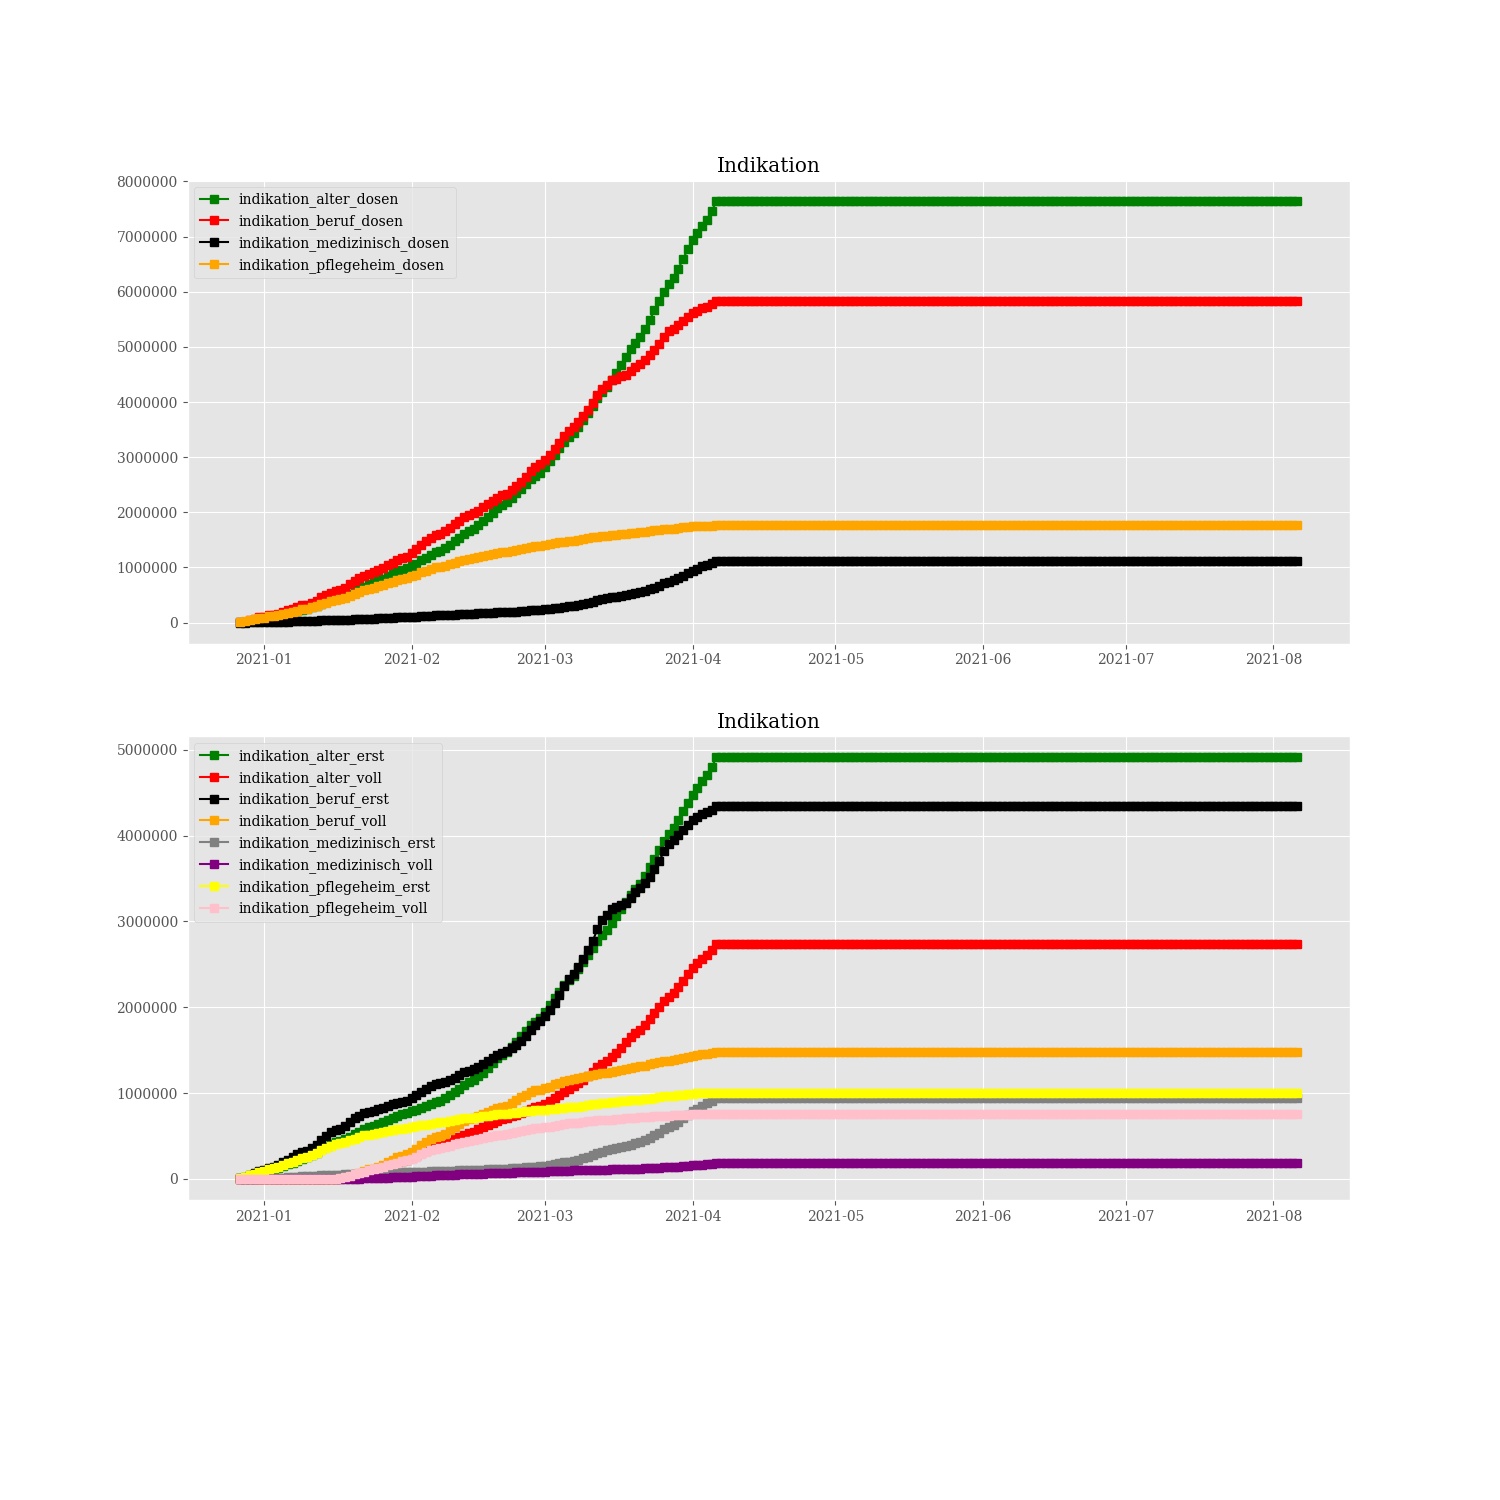 Indikation
8000000
7000000
6000000
5000000
4000000
3000000
2000000
1000000
0
indikation_alter_dosen
indikation_beruf_dosen
indikation_medizinisch_dosen
indikation_pflegeheim_dosen
2021-01 2021-02 2021-03 2021-04 2021-05 2021-06 2021-07 2021-08
Indikation
5000000
4000000
3000000
2000000
1000000
0
indikation_alter_erst
indikation_alter_voll
indikation_beruf_erst
indikation_beruf_voll
indikation_medizinisch_erst
indikation_medizinisch_voll
indikation_pflegeheim_erst
indikation_pflegeheim_voll
2021-01 2021-02 2021-03 2021-04 2021-05 2021-06 2021-07 2021-08